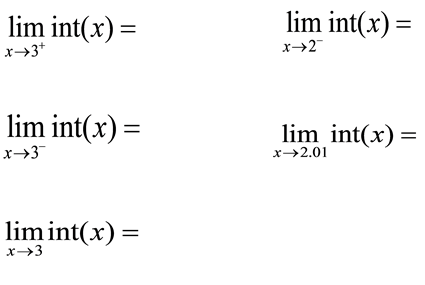 lim x→3⁺ int(x) =
lim x→2⁻ int(x) =
lim x→3⁻ int(x) =
lim x→2.01 int(x) =
lim x→3 int(x) =